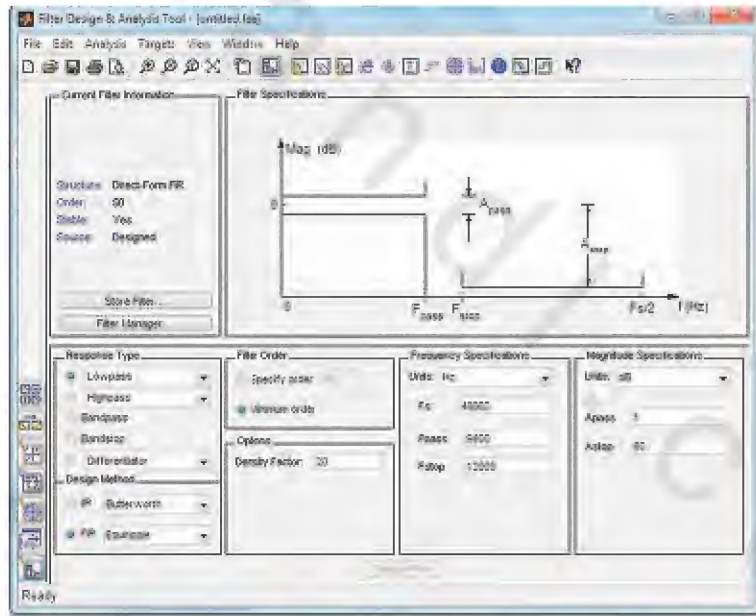 Filter Design & Analysis Tool - [untitled.fda]
File Edit Analysis Targets View Window Help
Current Filter Information
Structure: Direct-Form FIR
Order: 50
Stable: Yes
Source: Designed
Store Filter ...
Filter Manager ...
Filter Specifications
Mag. (dB)
0
A pass
A stop
0
F pass
F stop
Fs/2
f (Hz)
Response Type
Lowpass
Highpass
Bandpass
Bandstop
Differentiator
Design Method
IIR Butterworth
FIR Equiripple
Filter Order
Specify order:
Minimum order
Options
Density Factor: 20
Frequency Specifications
Units: Hz
Fs: 48000
Fpass: 9600
Fstop: 12000
Magnitude Specifications
Units: dB
Apass:
Astop:
Ready